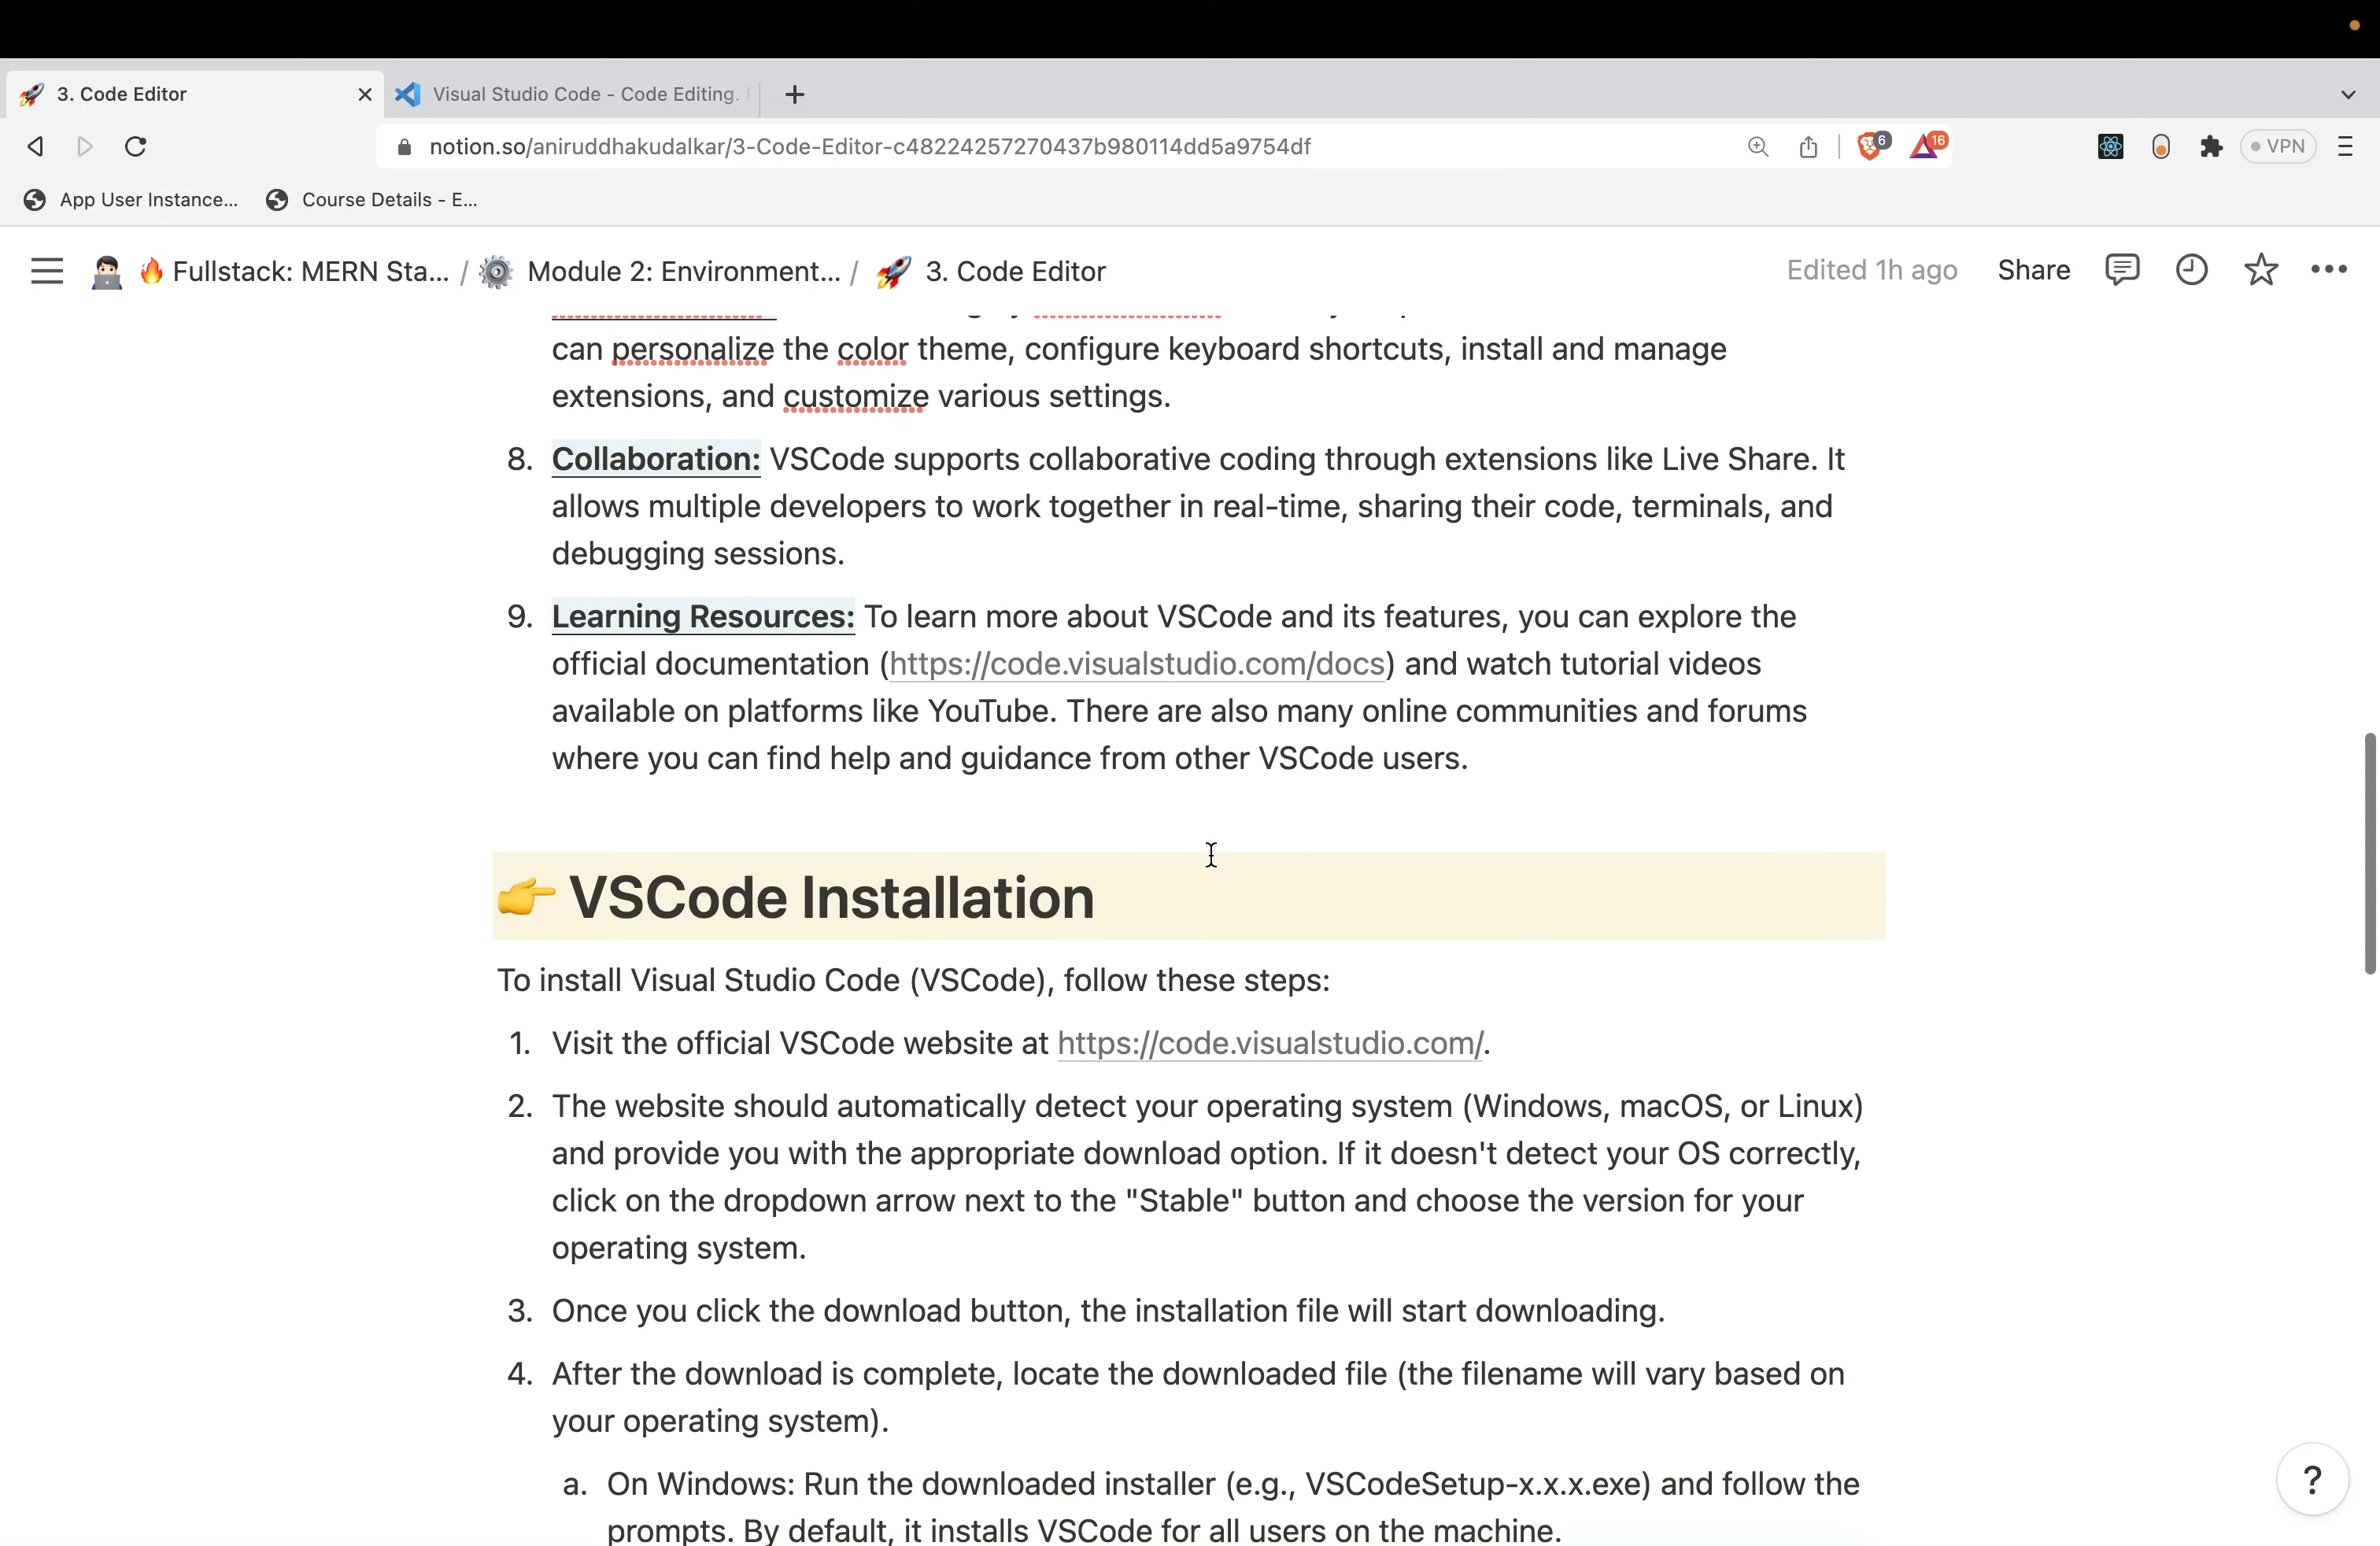 3. Code Editor
Visual Studio Code - Code Editing.
notion.so/aniruddhakudalkar/3-Code-Editor-c48224257270437b980114dd5a9754df
6
16
VPN
App User Instance...
Course Details - E...
Fullstack: MERN Sta... / Module 2: Environment... / 3. Code Editor
Edited 1h ago
Share
can personalize the color theme, configure keyboard shortcuts, install and manage
extensions, and customize various settings.
8. Collaboration: VSCode supports collaborative coding through extensions like Live Share. It
allows multiple developers to work together in real-time, sharing their code, terminals, and
debugging sessions.
9. Learning Resources: To learn more about VSCode and its features, you can explore the
official documentation (https://code.visualstudio.com/docs) and watch tutorial videos
available on platforms like YouTube. There are also many online communities and forums
where you can find help and guidance from other VSCode users.
👉 VSCode Installation
To install Visual Studio Code (VSCode), follow these steps:
1. Visit the official VSCode website at https://code.visualstudio.com/.
2. The website should automatically detect your operating system (Windows, macOS, or Linux)
and provide you with the appropriate download option. If it doesn't detect your OS correctly,
click on the dropdown arrow next to the "Stable" button and choose the version for your
operating system.
3. Once you click the download button, the installation file will start downloading.
4. After the download is complete, locate the downloaded file (the filename will vary based on
your operating system).
a. On Windows: Run the downloaded installer (e.g., VSCodeSetup-x.x.x.exe) and follow the
prompts. By default, it installs VSCode for all users on the machine.
?